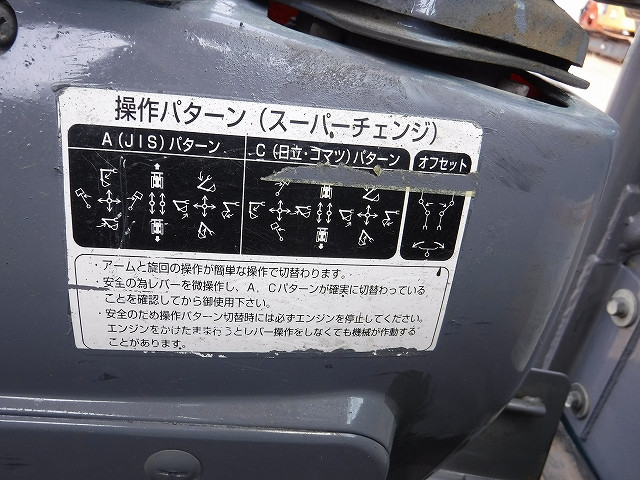 操作パターン（スーパーチェンジ）
A（JIS）パターン　C（日立・コマツ）パターン　オフセット
・アームと旋回の操作が簡単な操作で切替わります。
・安全の為レバーを微操作し、A、Cパターンが確実に切替わっている
ことを確認してから御使用下さい。
・安全のため操作パターン切替時には必ずエンジンを停止してください。
エンジンをかけたまま行うとレバー操作をしなくても機械が作動する
ことがあります。